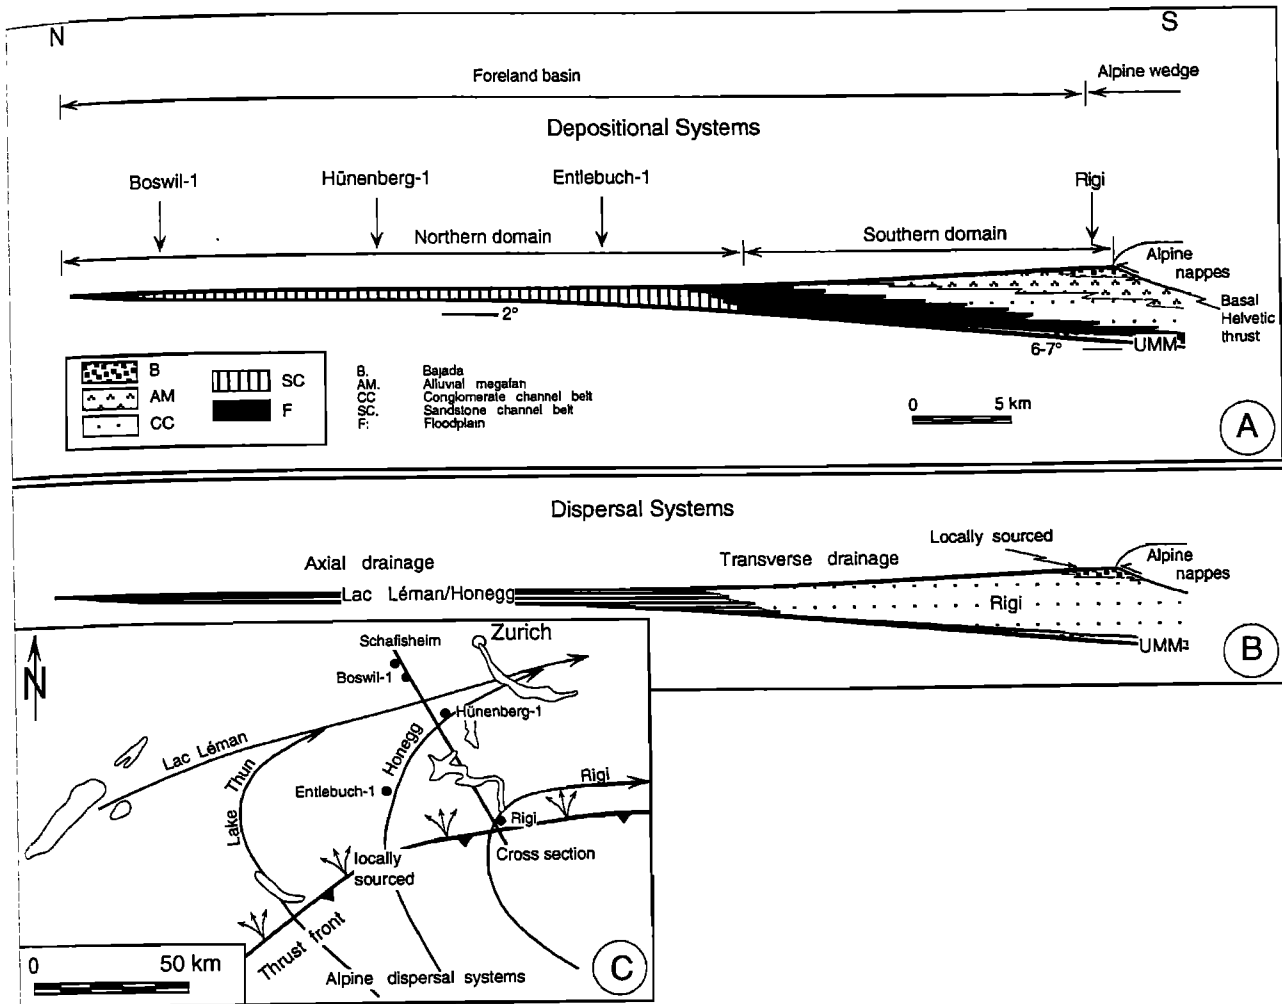 N
S
Foreland basin
Alpine wedge
Depositional Systems
Boswil-1
Hünenberg-1
Entlebuch-1
Rigi
Northern domain
Southern domain
Alpine
nappes
Basal
Helvetic
thrust
2°
6-7°
UMM
B
AM
CC
SC
F
B. Bajada
AM. Alluvial megafan
CC Conglomerate channel belt
SC. Sandstone channel belt
F: Floodplain
0 5 km
A
Dispersal Systems
Locally sourced
Axial drainage
Transverse drainage
Alpine
nappes
Lac Léman/Honegg
Rigi
UMM
B
N
Schafisheim
Zurich
Boswil-1
Hünenberg-1
Lac Léman
Lake Thun
Honegg
Entlebuch-1
Rigi
Rigi
locally
sourced
Cross section
Thrust front
Alpine dispersal systems
0 50 km
C